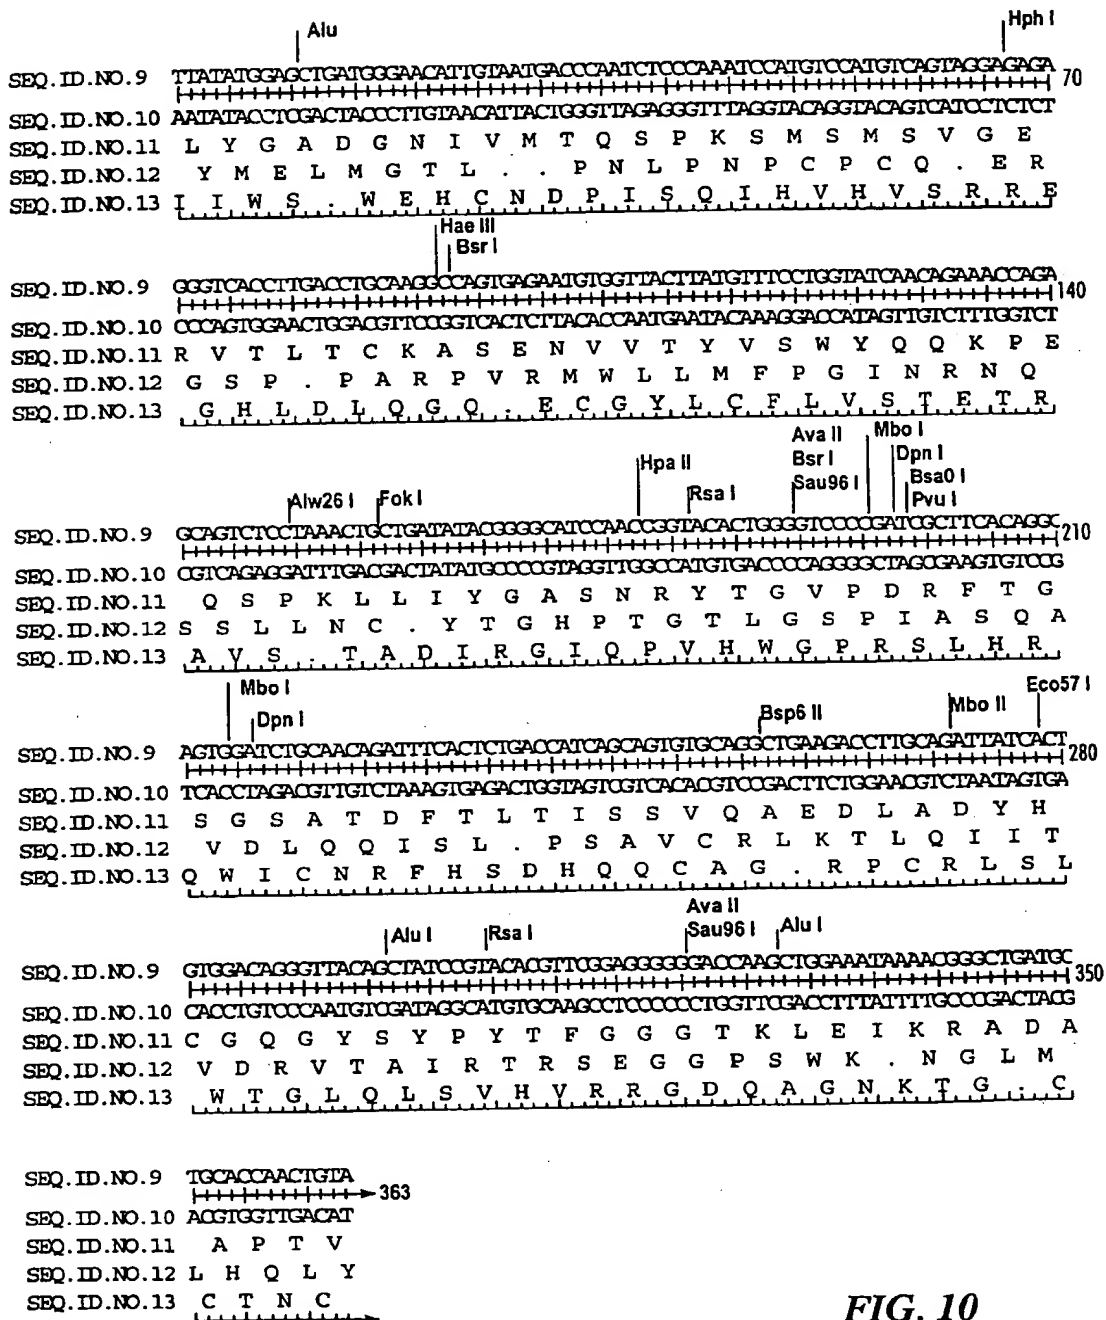 Alu Hph I
SEQ.ID.NO.9 TTATATGGAGCTGATGGGAACATTGTAATGACCCAATCTCCCAAATCCATGTCCATGTCAGTAGGAGAGA 70
SEQ.ID.NO.10 AATATACCTCGACTACCCTTGTAACATTACTGGGTTAGAGGGTTTAGGTACAGGTACAGTCATCCTCTCT
SEQ.ID.NO.11 L Y G A D G N I V M T Q S P K S M S M S V G E
SEQ.ID.NO.12 Y M E L M G T L . . P N L P N P C P C Q . E R
SEQ.ID.NO.13 I I W S . W E H C N D P I S Q I H V H V S R R E
Hae III
Bsr I
SEQ.ID.NO.9 GGGTCACCTTGACCTGCAAGGCCAGTGAGAATGTGGTTACTTATGTTTCCTGGTATCAACAGAAACCAGA 140
SEQ.ID.NO.10 CCCAGTGGAACTGGACGTTCCGGTCACTCTTACACCAATGAATACAAAGGACCATAGTTGTCTTTGGTCT
SEQ.ID.NO.11 R V T L T C K A S E N V V T Y V S W Y Q Q K P E
SEQ.ID.NO.12 G S P . P A R P V R M W L L M F P G I N R N Q
SEQ.ID.NO.13 G H L D L Q G Q . E C G Y L C F L V S T E T R
Ava II Mbo I
Hpa II Bsr I Dpn I
Rsa I Sau96 I Bsa0 I
Alw26 I Fok I Pvu I
SEQ.ID.NO.9 GCAGTCTCCTAAACTGCTGATATACGGGGCATCCAACCGGTACACTGGGGTCCCCGATCGCTTCACAGGC 210
SEQ.ID.NO.10 CGTCAGAGGATTTGACGACTATATGCCCCGTAGGTTGGCCATGTGACCCCAGGGGCTAGCGAAGTGTCCG
SEQ.ID.NO.11 Q S P K L L I Y G A S N R Y T G V P D R F T G
SEQ.ID.NO.12 S S L L N C . Y T G H P T G T L G S P I A S Q A
SEQ.ID.NO.13 A V S . T A D I R G I Q P V H W G P R S L H R
Mbo I Eco57 I
Dpn I Bsp6 II Mbo II
SEQ.ID.NO.9 AGTGGATCTGCAACAGATTTCACTCTGACCATCAGCAGTGTGCAGGCTGAAGACCTTGCAGATTATCACT 280
SEQ.ID.NO.10 TCACCTAGACGTTGTCTAAAGTGAGACTGGTAGTCGTCACACGTCCGACTTCTGGAACGTCTAATAGTGA
SEQ.ID.NO.11 S G S A T D F T L T I S S V Q A E D L A D Y H
SEQ.ID.NO.12 V D L Q Q I S L . P S A V C R L K T L Q I I T
SEQ.ID.NO.13 Q W I C N R F H S D H Q Q C A G . R P C R L S L
Ava II
Alu I Rsa I Sau96 I Alu I
SEQ.ID.NO.9 GTGGACAGGGTTACAGCTATCCGTACACGTTCGGAGGGGGGACCAAGCTGGAAATAAAACGGGCTGATGC 350
SEQ.ID.NO.10 CACCTGTCCCAATGTCGATAGGCATGTGCAAGCCTCCCCCCTGGTTCGACCTTTATTTTGCCCGACTACG
SEQ.ID.NO.11 C G Q G Y S Y P Y T F G G G T K L E I K R A D A
SEQ.ID.NO.12 V D R V T A I R T R S E G G P S W K . N G L M
SEQ.ID.NO.13 W T G L Q L S V H V R R G D Q A G N K T G . C
SEQ.ID.NO.9 TGCACCAACTGTA 363
SEQ.ID.NO.10 ACGTGGTTGACAT
SEQ.ID.NO.11 A P T V
SEQ.ID.NO.12 L H Q L Y
SEQ.ID.NO.13 C T N C
FIG. 10